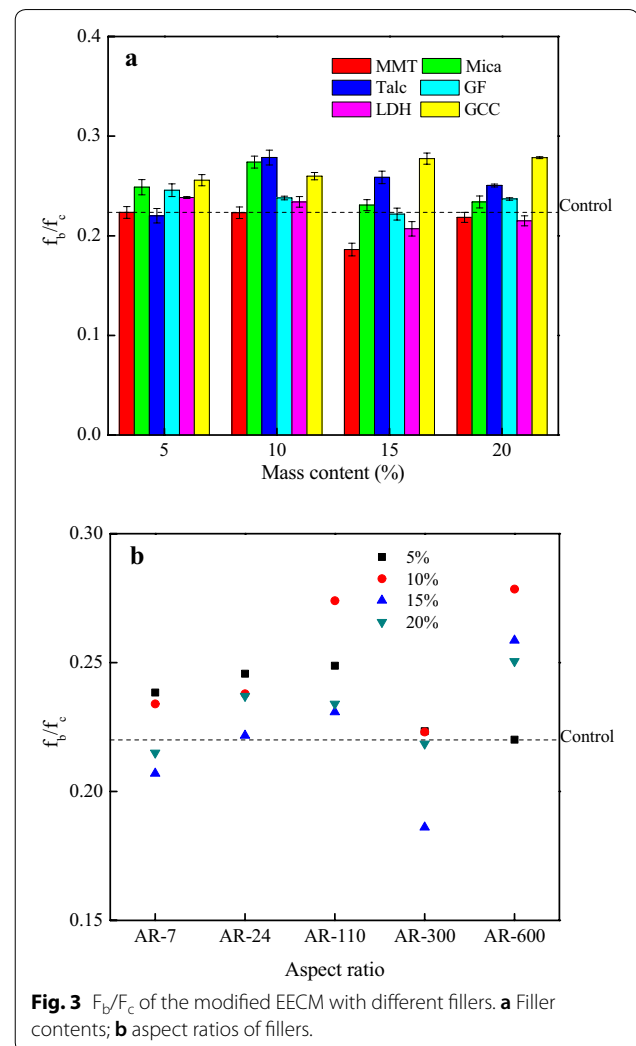 a
MMT Mica
Talc GF
LDH GCC
0.4
0.3
0.2
0.1
0.0
f_b/f_c
Control
5 10 15 20
Mass content (%)
b
5%
10%
15%
20%
0.30
0.25
0.20
0.15
f_b/f_c
Control
AR-7 AR-24 AR-110 AR-300 AR-600
Aspect ratio
Fig. 3 F_b/F_c of the modified EECM with different fillers. a Filler
contents; b aspect ratios of fillers.